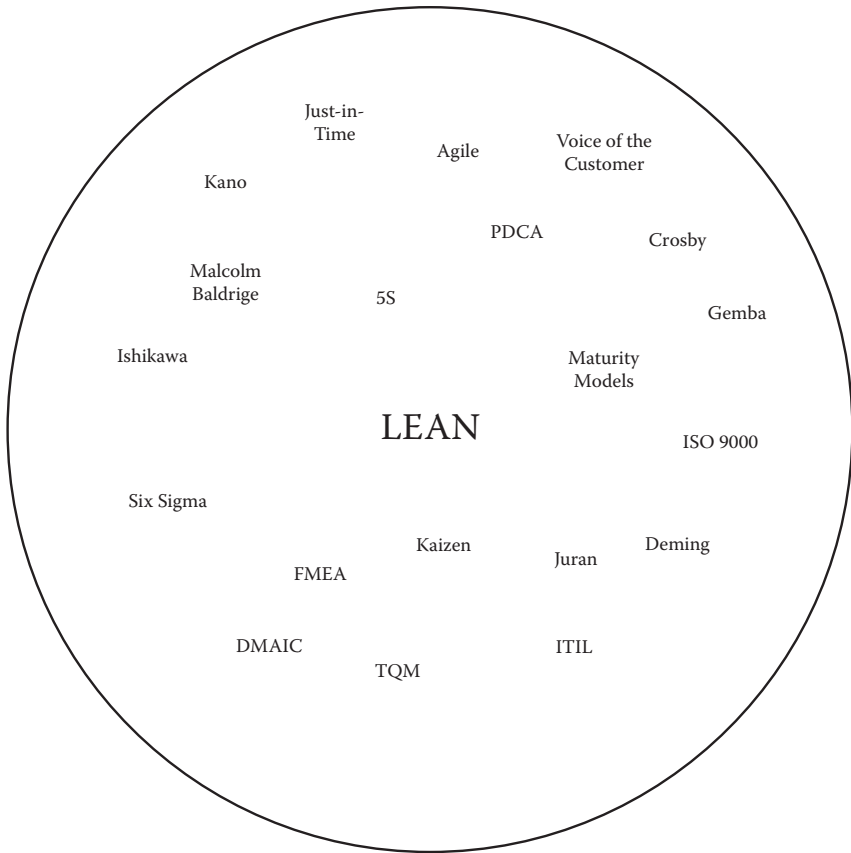 Just-in-
Time
Agile
Voice of the
Customer
Kano
PDCA
Crosby
Malcolm
Baldrige
5S
Gemba
Ishikawa
Maturity
Models
LEAN
ISO 9000
Six Sigma
Kaizen
Deming
Juran
FMEA
DMAIC
ITIL
TQM